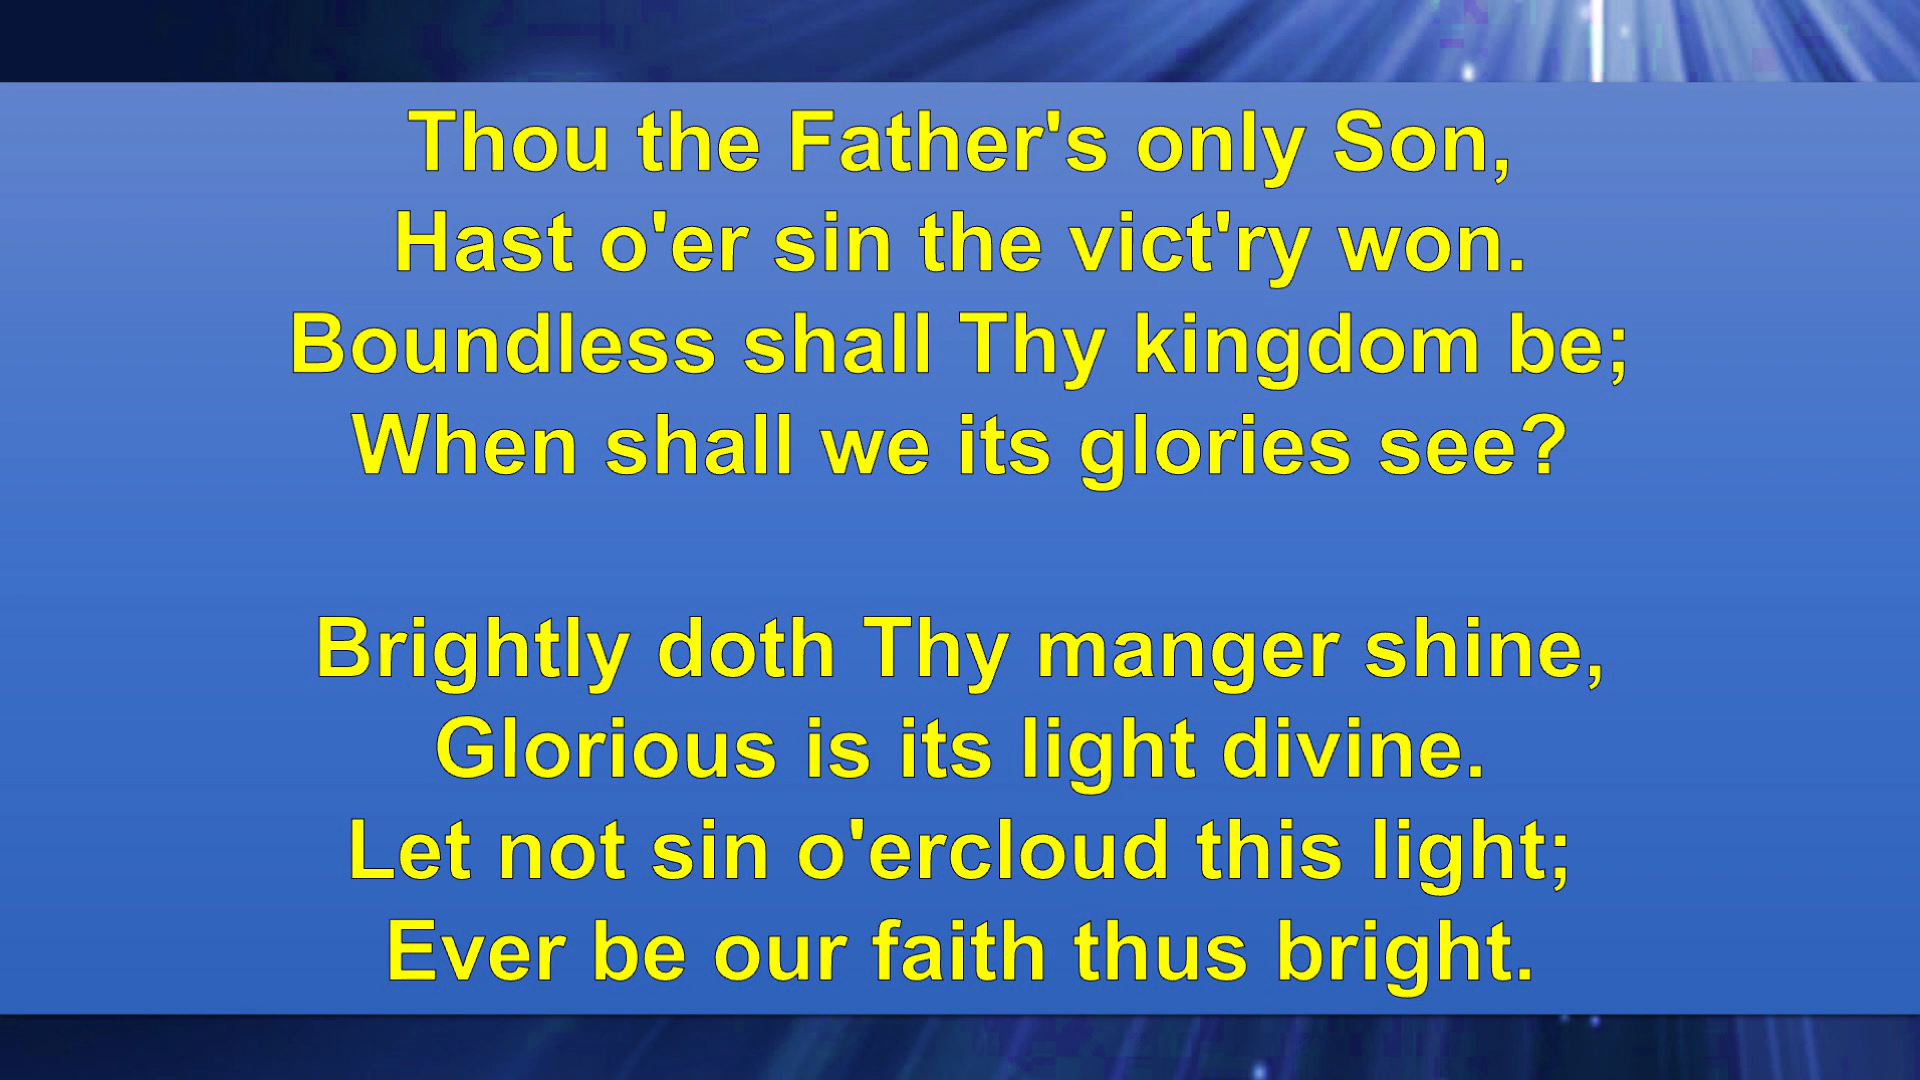 Thou the Father's only Son,
Hast o'er sin the vict'ry won.
Boundless shall Thy kingdom be;
When shall we its glories see?
Brightly doth Thy manger shine,
Glorious is its light divine.
Let not sin o'ercloud this light;
Ever be our faith thus bright.